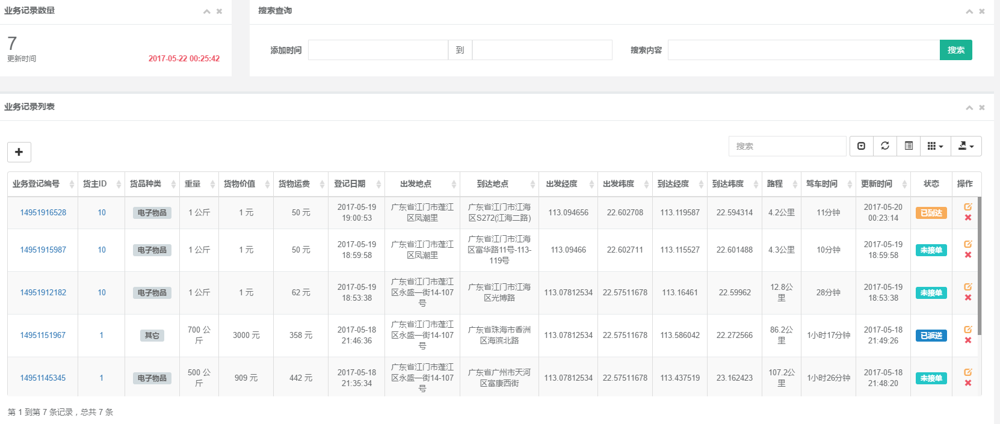 业务记录数量
搜索查询
7
更新时间
2017-05-22 00:25:42
添加时间
到
搜索内容
搜索
业务记录列表
搜索
业务登记编号 货主ID 货品种类 重量 货物价值 货物运费 登记日期 出发地点 到达地点 出发经度 出发纬度 到达经度 到达纬度 路程 驾车时间 更新时间 状态 操作
14951916528 10 电子物品 1 公斤 1 元 50 元 2017-05-19 19:00:53 广东省江门市蓬江区凤潮里 广东省江门市江海区S272(江海二路) 113.094656 22.602708 113.119587 22.594314 4.2公里 11分钟 2017-05-20 00:23:14 已到达
14951915987 10 电子物品 1 公斤 1 元 50 元 2017-05-19 18:59:58 广东省江门市蓬江区凤潮里 广东省江门市江海区富华路11号-113-119号 113.09466 22.602711 113.115527 22.601488 4.3公里 10分钟 2017-05-19 18:59:58 未接单
14951912182 10 电子物品 1 公斤 1 元 62 元 2017-05-19 18:53:38 广东省江门市蓬江区永盛一街14-107号 广东省江门市江海区光博路 113.07812534 22.57511678 113.16461 22.59962 12.8公里 28分钟 2017-05-19 18:53:38 未接单
14951151967 1 其它 700 公斤 3000 元 358 元 2017-05-18 21:46:36 广东省江门市蓬江区永盛一街14-107号 广东省珠海市香洲区海滨北路 113.07812534 22.57511678 113.586042 22.272566 86.2公里 1小时17分钟 2017-05-18 21:49:26 已派送
14951145345 1 电子物品 500 公斤 909 元 442 元 2017-05-18 21:35:34 广东省江门市蓬江区永盛一街14-107号 广东省广州市天河区富康西街 113.07812534 22.57511678 113.437519 23.162423 107.2公里 1小时26分钟 2017-05-18 21:48:20 未接单
第 1 到第 7 条记录，总共 7 条